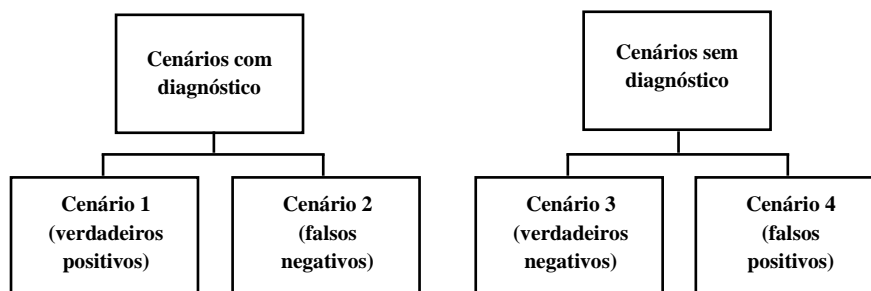 Cenários com
diagnóstico
Cenários sem
diagnóstico
Cenário 1
(verdadeiros
positivos)
Cenário 2
(falsos
negativos)
Cenário 3
(verdadeiros
negativos)
Cenário 4
(falsos
positivos)